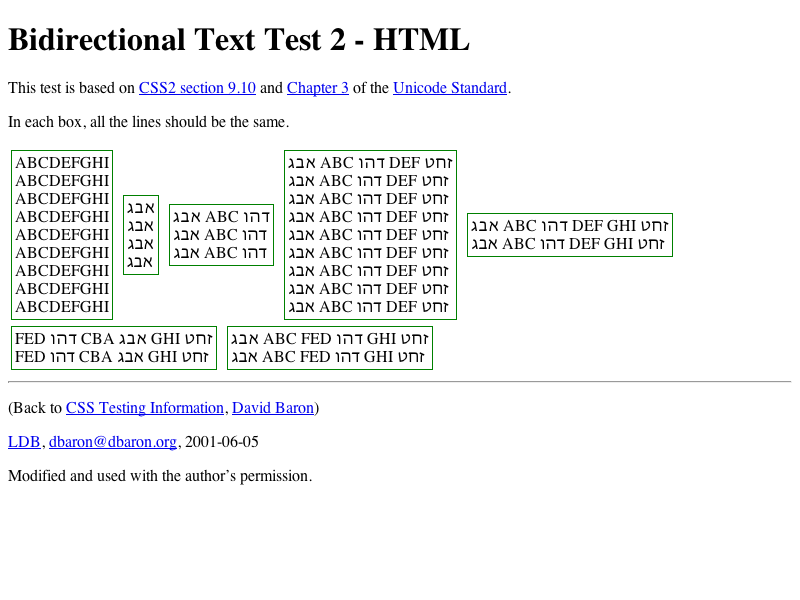 Bidirectional Text Test 2 - HTML
This test is based on CSS2 section 9.10 and Chapter 3 of the Unicode Standard.
In each box, all the lines should be the same.
ABCDEFGHI
ABCDEFGHI
ABCDEFGHI
ABCDEFGHI
ABCDEFGHI
ABCDEFGHI
ABCDEFGHI
ABCDEFGHI
ABCDEFGHI
אבג
אבג
אבג
אבג
אבג ABC דהו
אבג ABC דהו
אבג ABC דהו
אבג ABC דהו DEF זחט
אבג ABC דהו DEF זחט
אבג ABC דהו DEF זחט
אבג ABC דהו DEF זחט
אבג ABC דהו DEF זחט
אבג ABC דהו DEF זחט
אבג ABC דהו DEF זחט
אבג ABC דהו DEF זחט
אבג ABC דהו DEF זחט
אבג ABC דהו DEF GHI זחט
אבג ABC דהו DEF GHI זחט
FED דהו CBA אבג GHI זחט
FED דהו CBA אבג GHI זחט
אבג ABC FED דהו GHI זחט
אבג ABC FED דהו GHI זחט
(Back to CSS Testing Information, David Baron)
LDB, dbaron@dbaron.org, 2001-06-05
Modified and used with the author's permission.